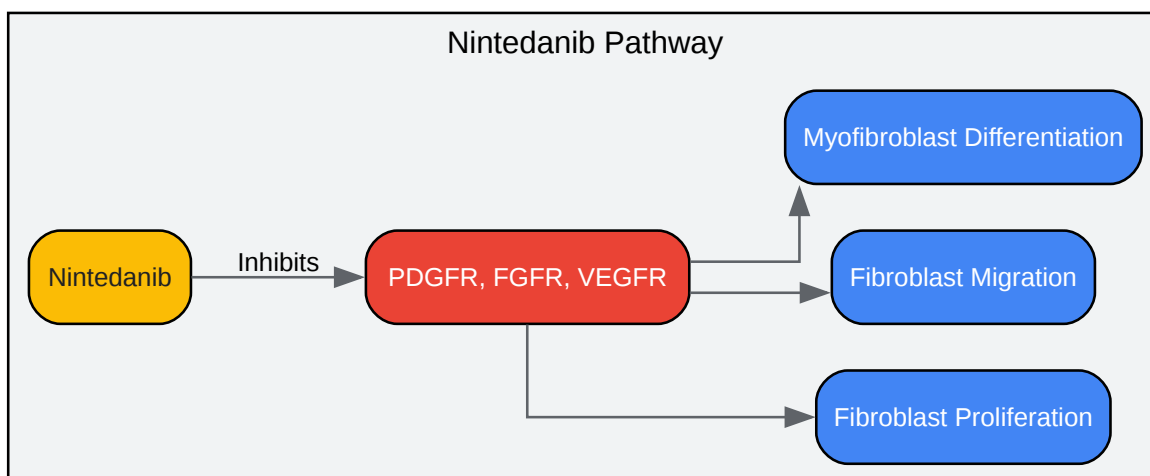 Nintedanib Pathway
Myofibroblast Differentiation
Nintedanib
Inhibits
PDGFR, FGFR, VEGFR
Fibroblast Migration
Fibroblast Proliferation